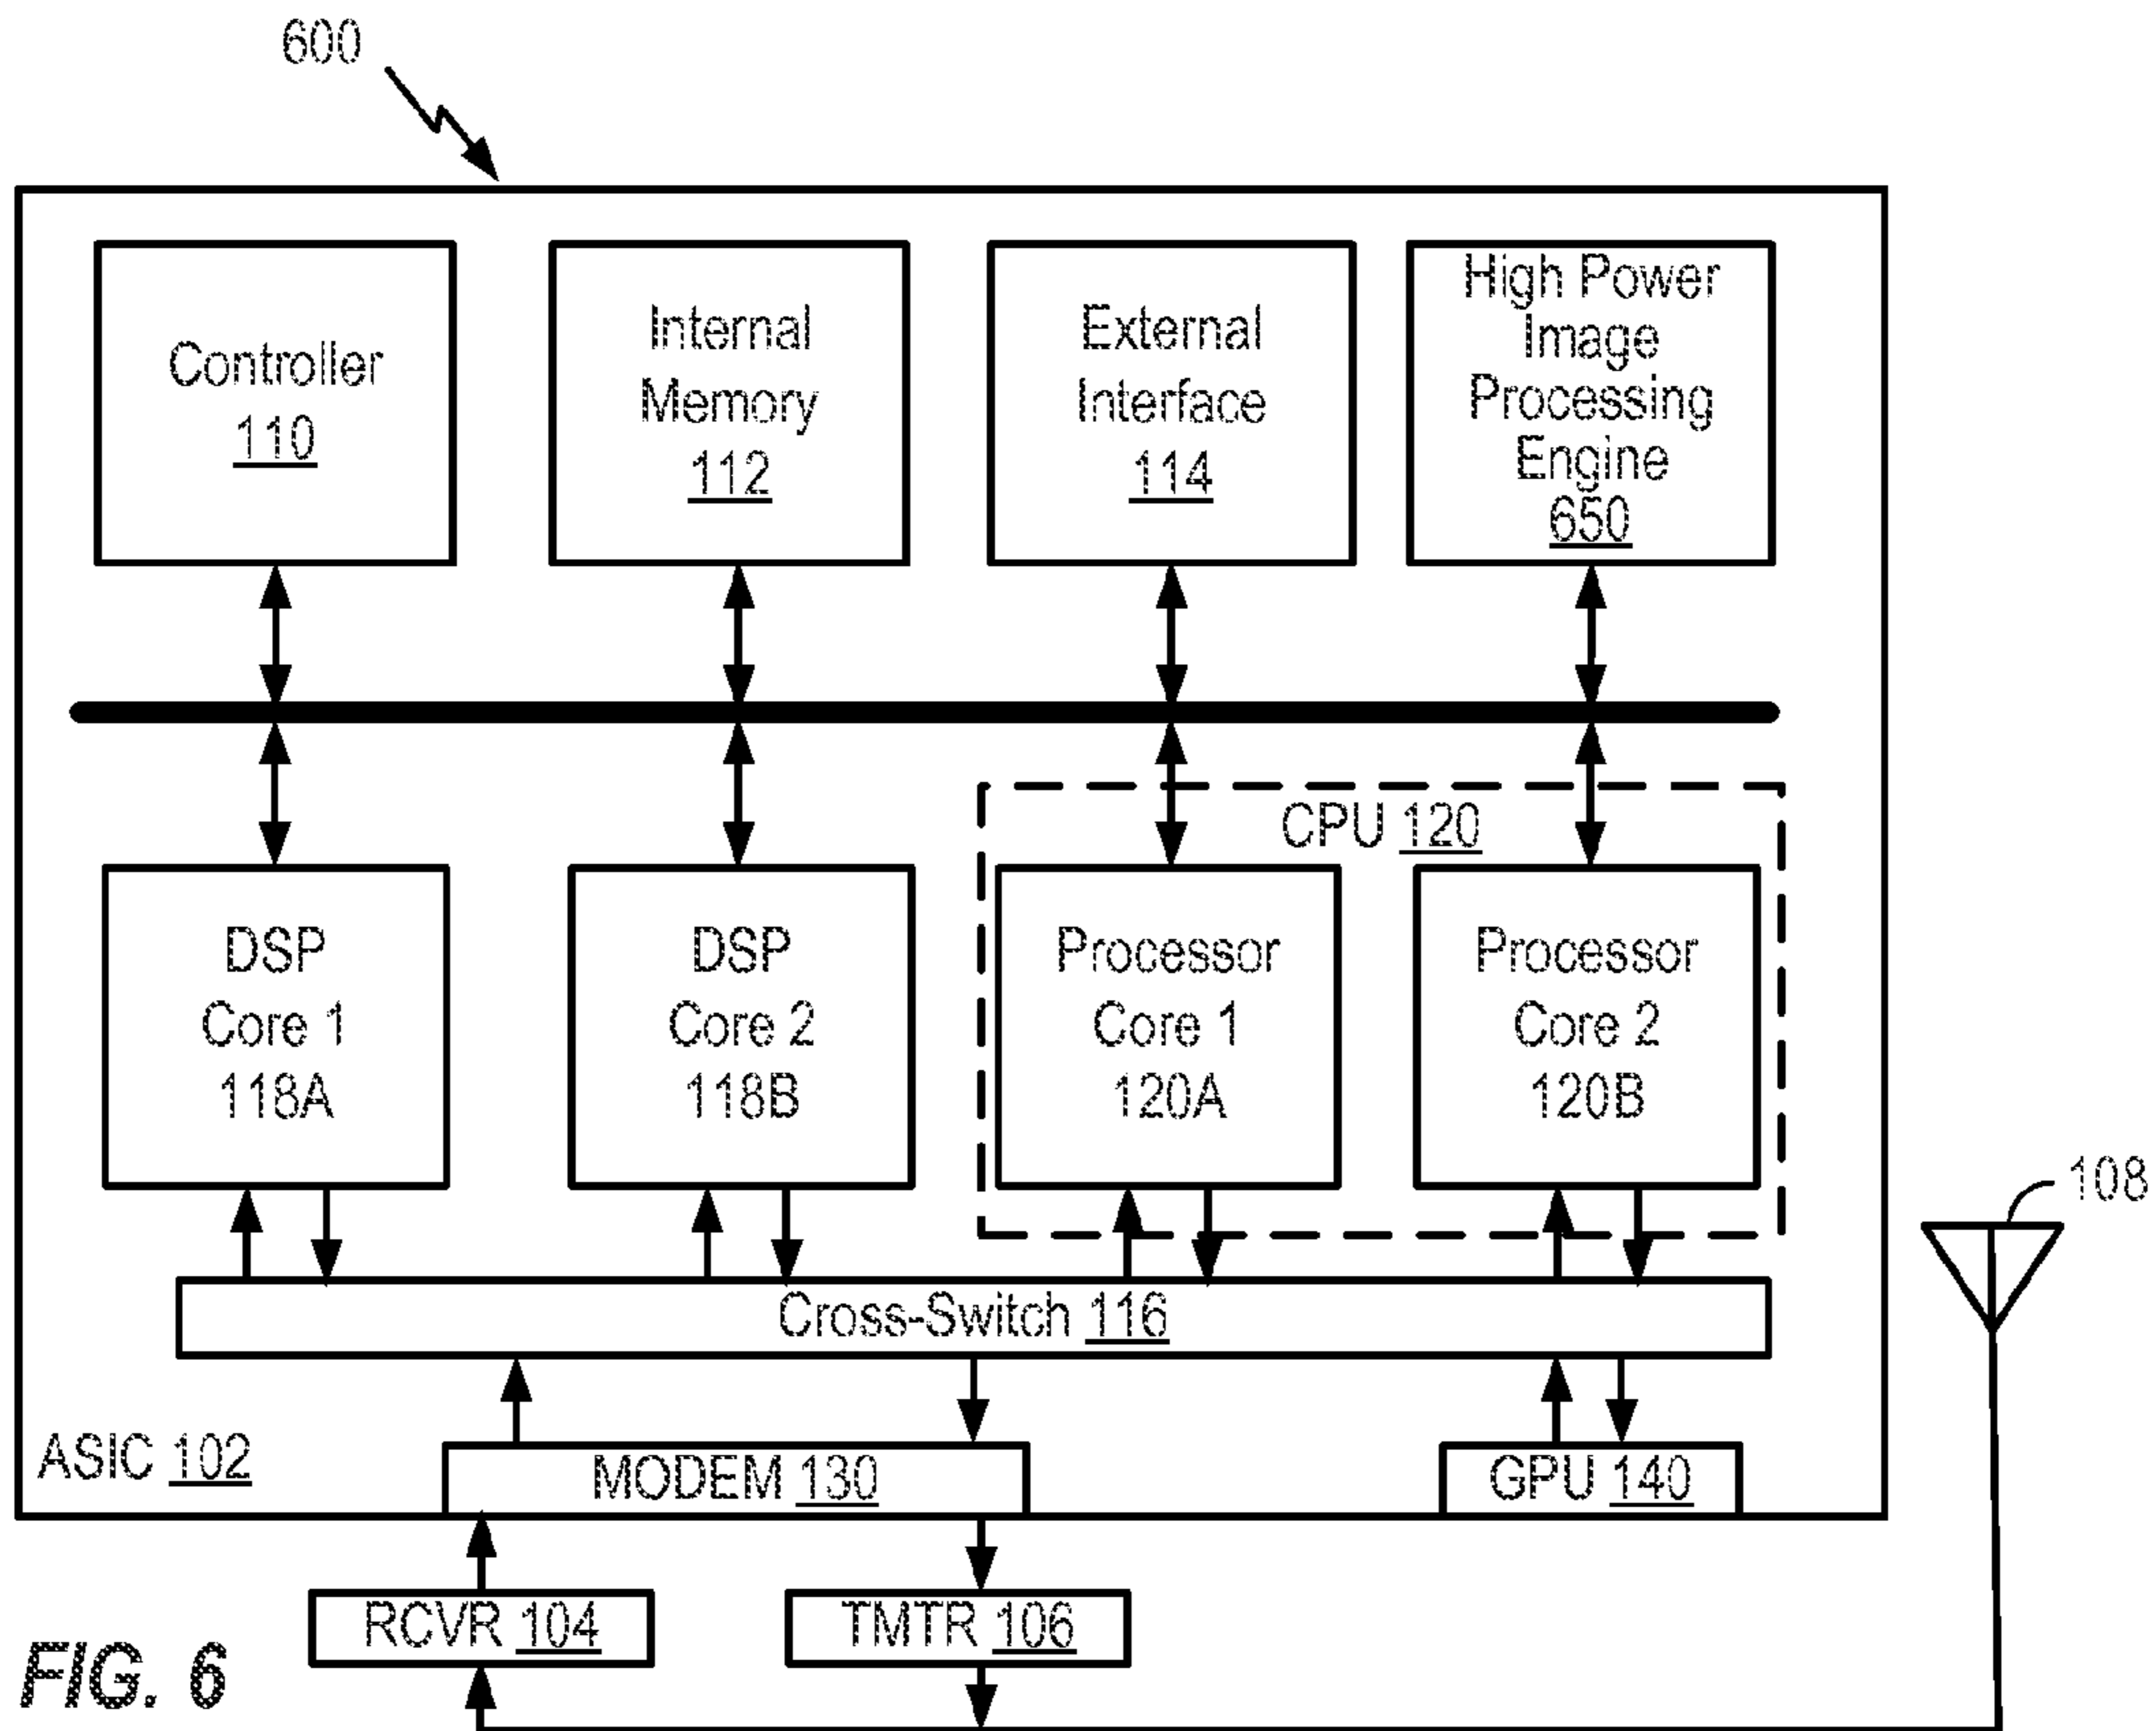 600
Controller
110
Internal
Memory
112
External
Interface
114
High Power
Image
Processing
Engine
650
CPU 120
DSP
Core 1
118A
DSP
Core 2
118B
Processor
Core 1
120A
Processor
Core 2
120B
108
Cross-Switch 116
ASIC 102
MODEM 130
GPU 140
RCVR 104
TMTR 106
FIG. 6